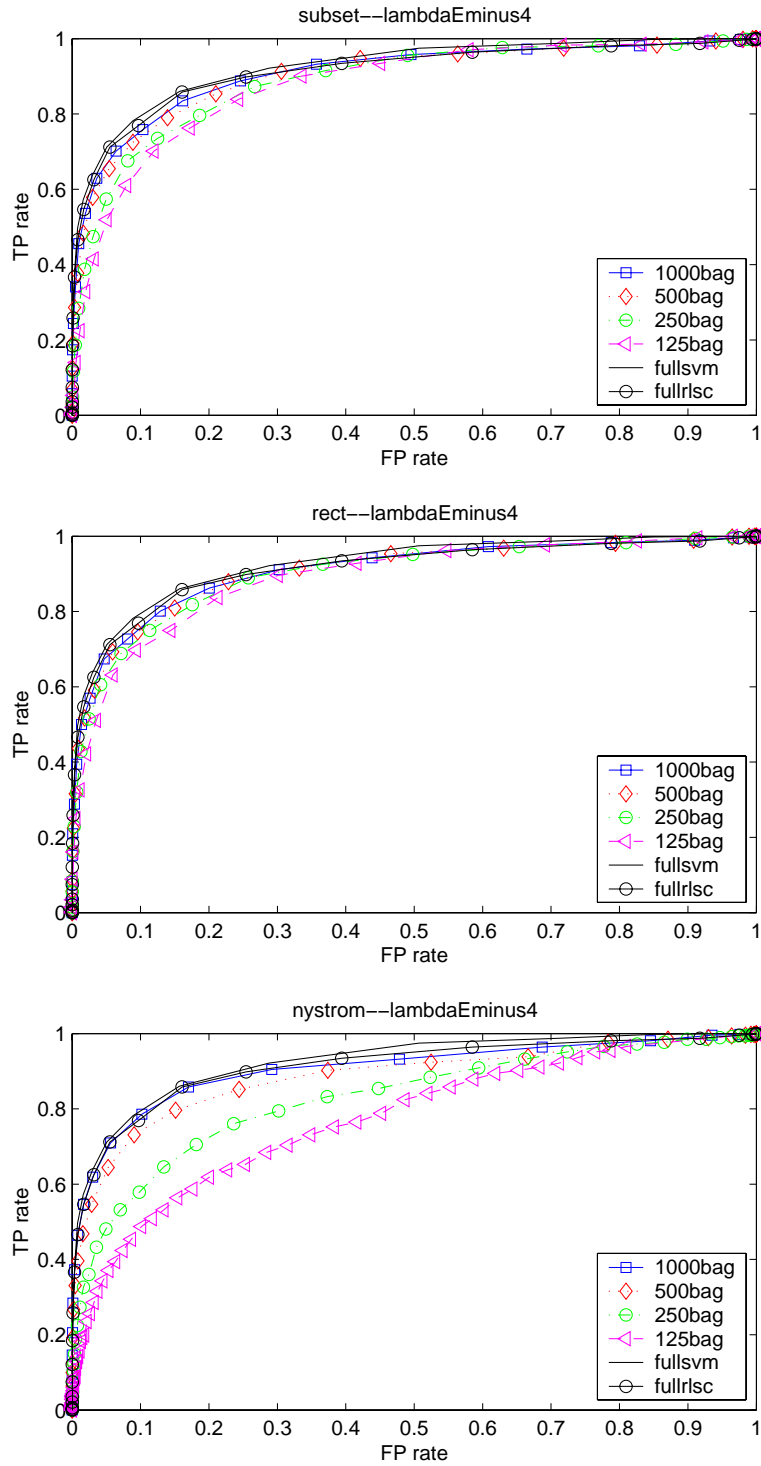 subset--lambdaEminus4
1
0.8
0.6
0.4
0.2
0
TP rate
1000bag
500bag
250bag
125bag
fullsvm
fullrlsc
0 0.1 0.2 0.3 0.4 0.5 0.6 0.7 0.8 0.9 1
FP rate
rect--lambdaEminus4
1
0.8
0.6
0.4
0.2
0
TP rate
1000bag
500bag
250bag
125bag
fullsvm
fullrlsc
0 0.1 0.2 0.3 0.4 0.5 0.6 0.7 0.8 0.9 1
FP rate
nystrom--lambdaEminus4
1
0.8
0.6
0.4
0.2
0
TP rate
1000bag
500bag
250bag
125bag
fullsvm
fullrlsc
0 0.1 0.2 0.3 0.4 0.5 0.6 0.7 0.8 0.9 1
FP rate